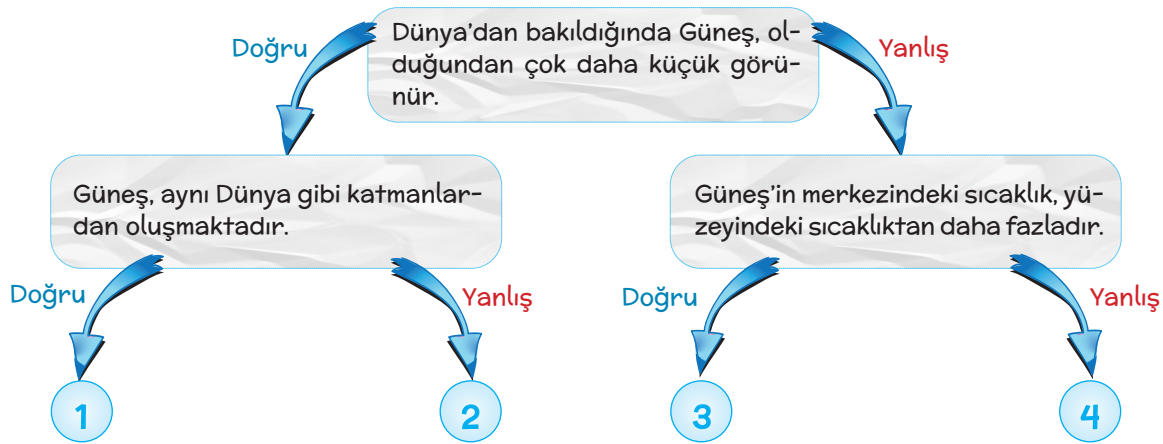 Doğru
Dünya'dan bakıldığında Güneş, ol-
duğundan çok daha küçük görü-
nür.
Yanlış
Güneş, aynı Dünya gibi katmanlar-
dan oluşmaktadır.
Güneş'in merkezindeki sıcaklık, yü-
zeyindeki sıcaklıktan daha fazladır.
Doğru
Yanlış
Doğru
Yanlış
1
2
3
4